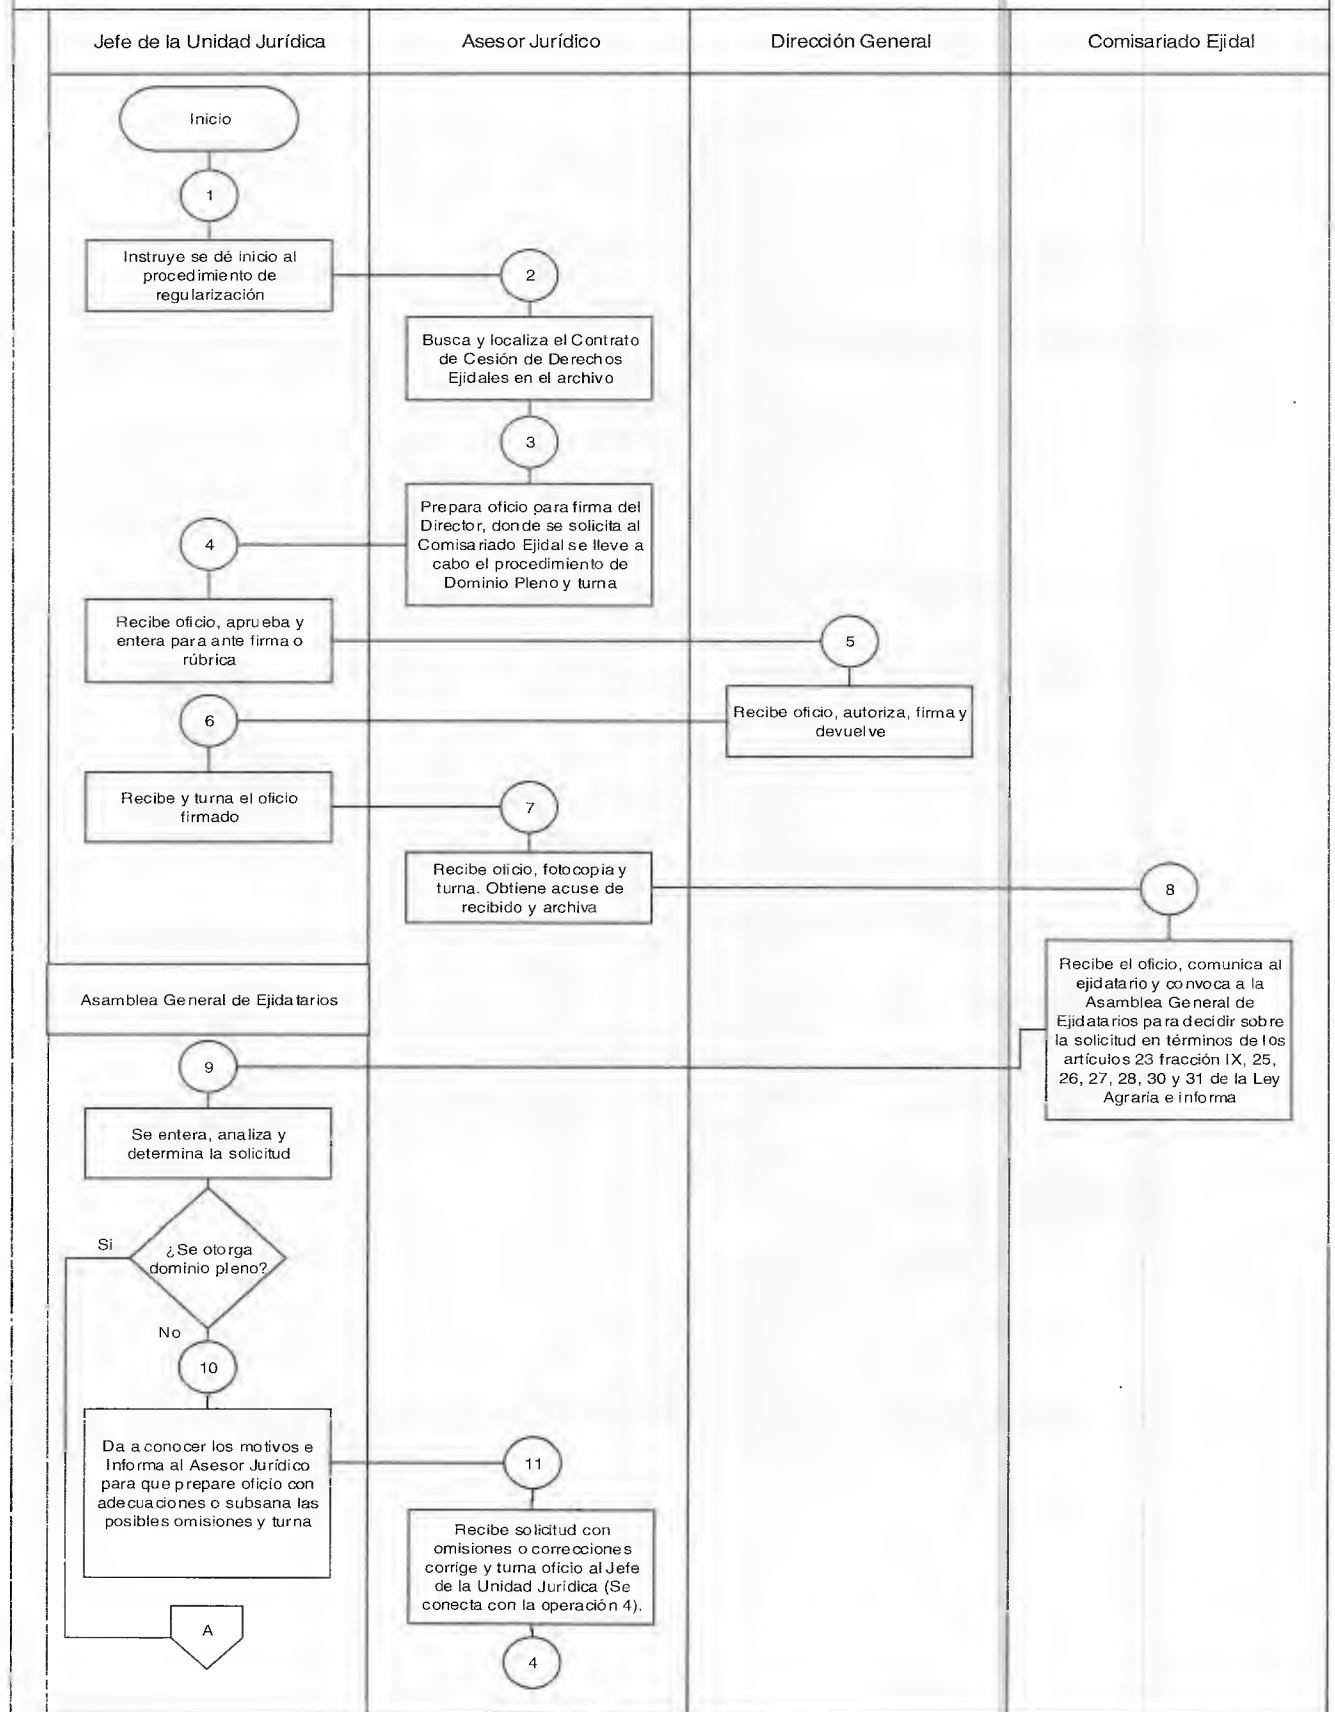 Jefe de la Unidad Jurídica
Asesor Jurídico
Dirección General
Comisariado Ejidal
Inicio
1
Instruye se dé inicio al
procedimiento de
regularización
2
Busca y localiza el Contrato
de Cesión de Derechos
Ejidales en el archivo
3
Prepara oficio para firma del
Director, donde se solicita al
Comisariado Ejidal se lleve a
cabo el procedimiento de
Dominio Pleno y turna
4
Recibe oficio, aprueba y
entera para ante firma o
rúbrica
5
Recibe oficio, autoriza, firma y
devuelve
6
Recibe y turna el oficio
firmado
7
Recibe oficio, fotocopia y
turna. Obtiene acuse de
recibido y archiva
8
Recibe el oficio, comunica al
ejidatario y convoca a la
Asamblea General de
Ejidatarios para decidir sobre
la solicitud en términos de los
artículos 23 fracción IX, 25,
26, 27, 28, 30 y 31 de la Ley
Agraria e informa
Asamblea General de Ejidatarios
9
Se entera, analiza y
determina la solicitud
¿Se otorga
dominio pleno?
Si
No
10
Da a conocer los motivos e
Informa al Asesor Jurídico
para que prepare oficio con
adecuaciones o subsana las
posibles omisiones y turna
11
Recibe solicitud con
omisiones o correcciones
corrige y turna oficio al Jefe
de la Unidad Jurídica (Se
conecta con la operación 4).
A
4